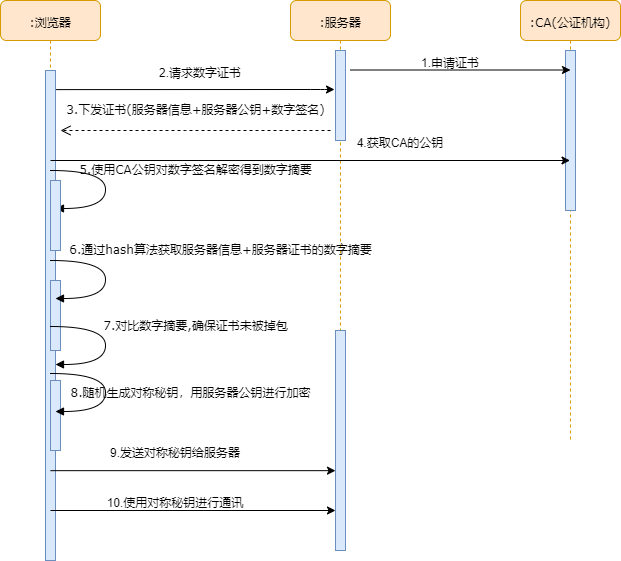 :浏览器
:服务器
:CA(公证机构)
1.申请证书
2.请求数字证书
3.下发证书(服务器信息+服务器公钥+数字签名)
4.获取CA的公钥
5.使用CA公钥对数字签名解密得到数字摘要
6.通过hash算法获取服务器信息+服务器证书的数字摘要
7.对比数字摘要,确保证书未被掉包
8.随机生成对称秘钥，用服务器公钥进行加密
9.发送对称秘钥给服务器
10.使用对称秘钥进行通讯